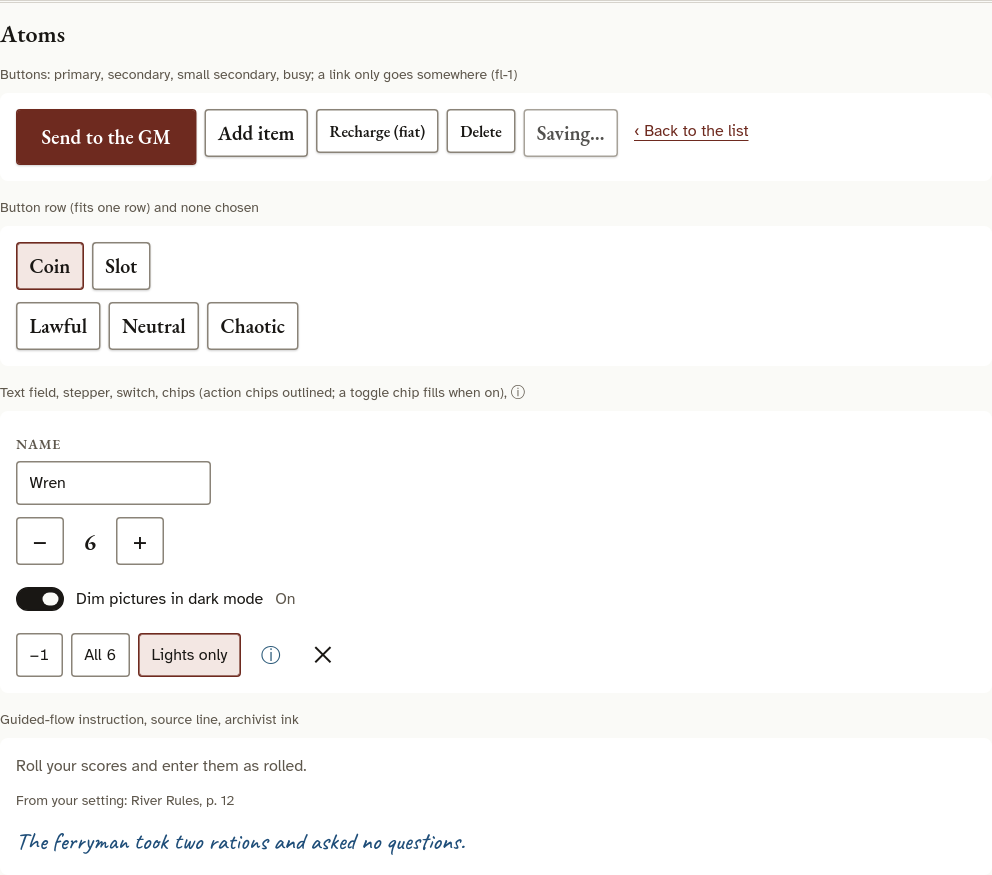 Atoms
Buttons: primary, secondary, small secondary, busy; a link only goes somewhere (fl-1)
Send to the GM Add item Recharge (fiat) Delete Saving… ‹ Back to the list
Button row (fits one row) and none chosen
Coin Slot
Lawful Neutral Chaotic
Text field, stepper, switch, chips (action chips outlined; a toggle chip fills when on), ⓘ
NAME
Wren
− 6 +
Dim pictures in dark mode On
−1 All 6 Lights only ⓘ ✕
Guided-flow instruction, source line, archivist ink
Roll your scores and enter them as rolled.
From your setting: River Rules, p. 12
The ferryman took two rations and asked no questions.